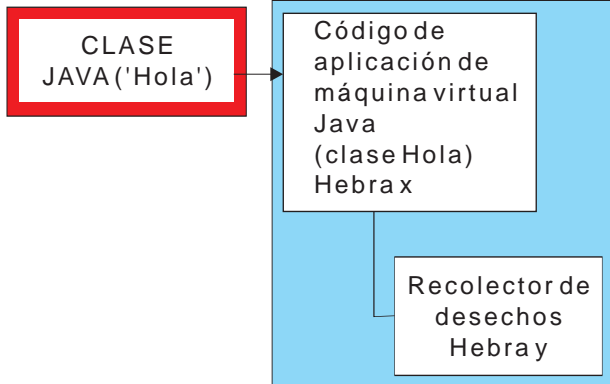 CLASE
JAVA('Hola')
Código de
aplicación de
máquina virtual
Java
(clase Hola)
Hebra x
Recolector de
desechos
Hebra y